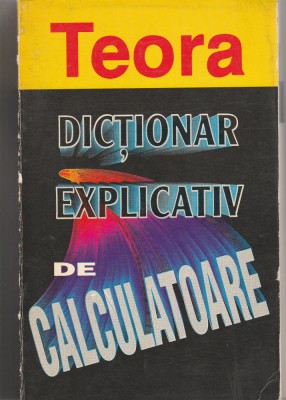 Teora
DICȚIONAR
EXPLICATIV
DE
CALCULATOARE